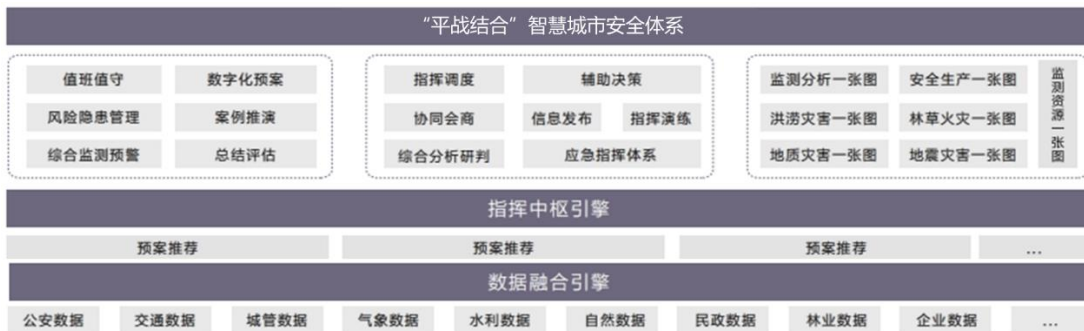 “平战结合”智慧城市安全体系
值班值守 数字化预案
风险隐患管理 案例推演
综合监测预警 总结评估
指挥调度 辅助决策
协同会商 信息发布 指挥演练
综合分析研判 应急指挥体系
监测分析一张图 安全生产一张图
洪涝灾害一张图 林草火灾一张图
地质灾害一张图 地震灾害一张图
监测资源一张图
指挥中枢引擎
预案推荐 预案推荐 预案推荐 ...
数据融合引擎
公安数据 交通数据 城管数据 气象数据 水利数据 自然数据 民政数据 林业数据 企业数据 ...